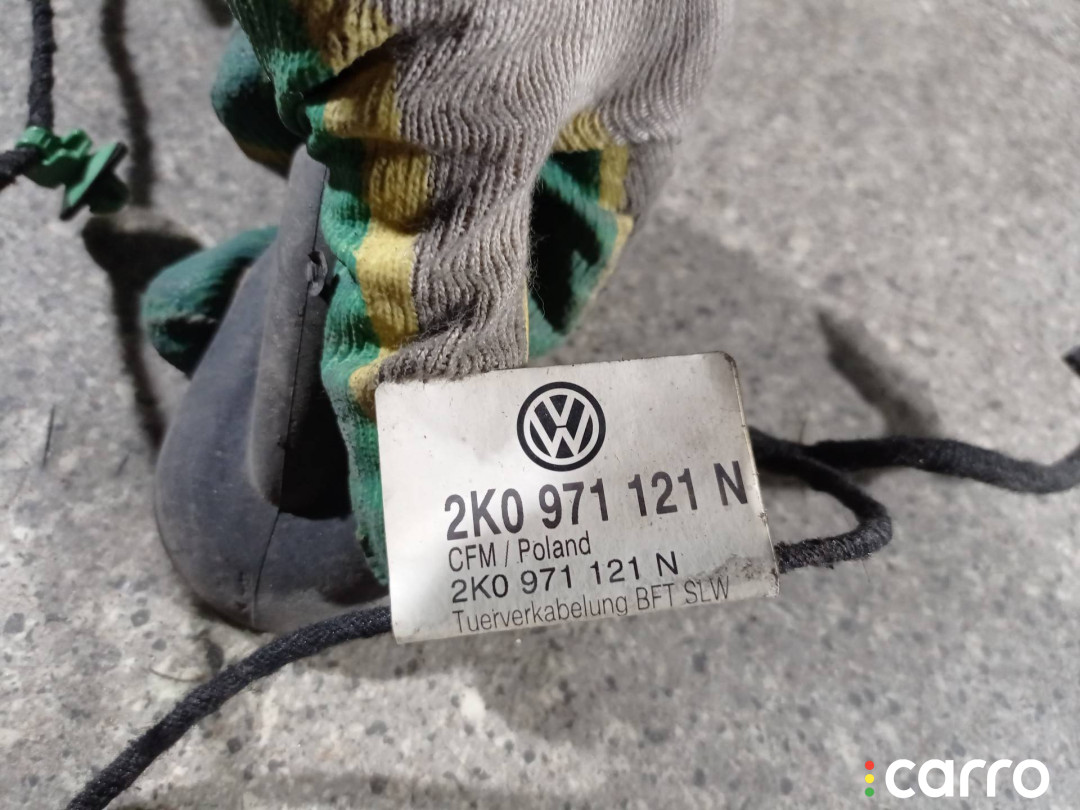 2K0 971 121 N
CFM / Poland
2K0 971 121 N
Tuerverkabelung BFT SLW
carro